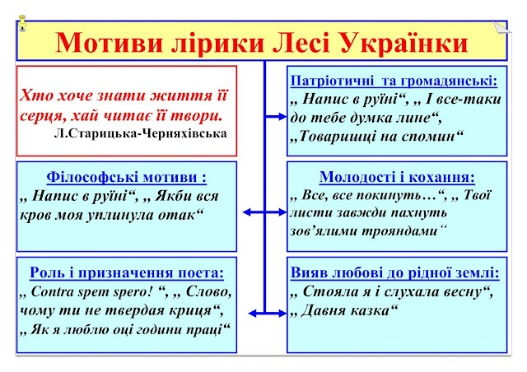 Мотиви лірики Лесі Українки
Хто хоче знати життя її
серця, хай читає її твори.
Л.Старицька-Черняхівська
Патріотичні та громадянські:
„ Напис в руїні“, „ І все-таки
до тебе думка лине“,
„Товаришці на спомин“
Філософські мотиви :
„ Напис в руїні“, „ Якби вся
кров моя уплинула отак“
Молодості і кохання:
„ Все, все покинуть…“, „ Твої
листи завжди пахнуть
зов’ялими трояндами“
Роль і призначення поета:
„ Contra spem spero! “, „ Слово,
чому ти не твердая криця“,
„ Як я люблю оці години праці“
Вияв любові до рідної землі:
„ Стояла я і слухала весну“,
„ Давня казка“